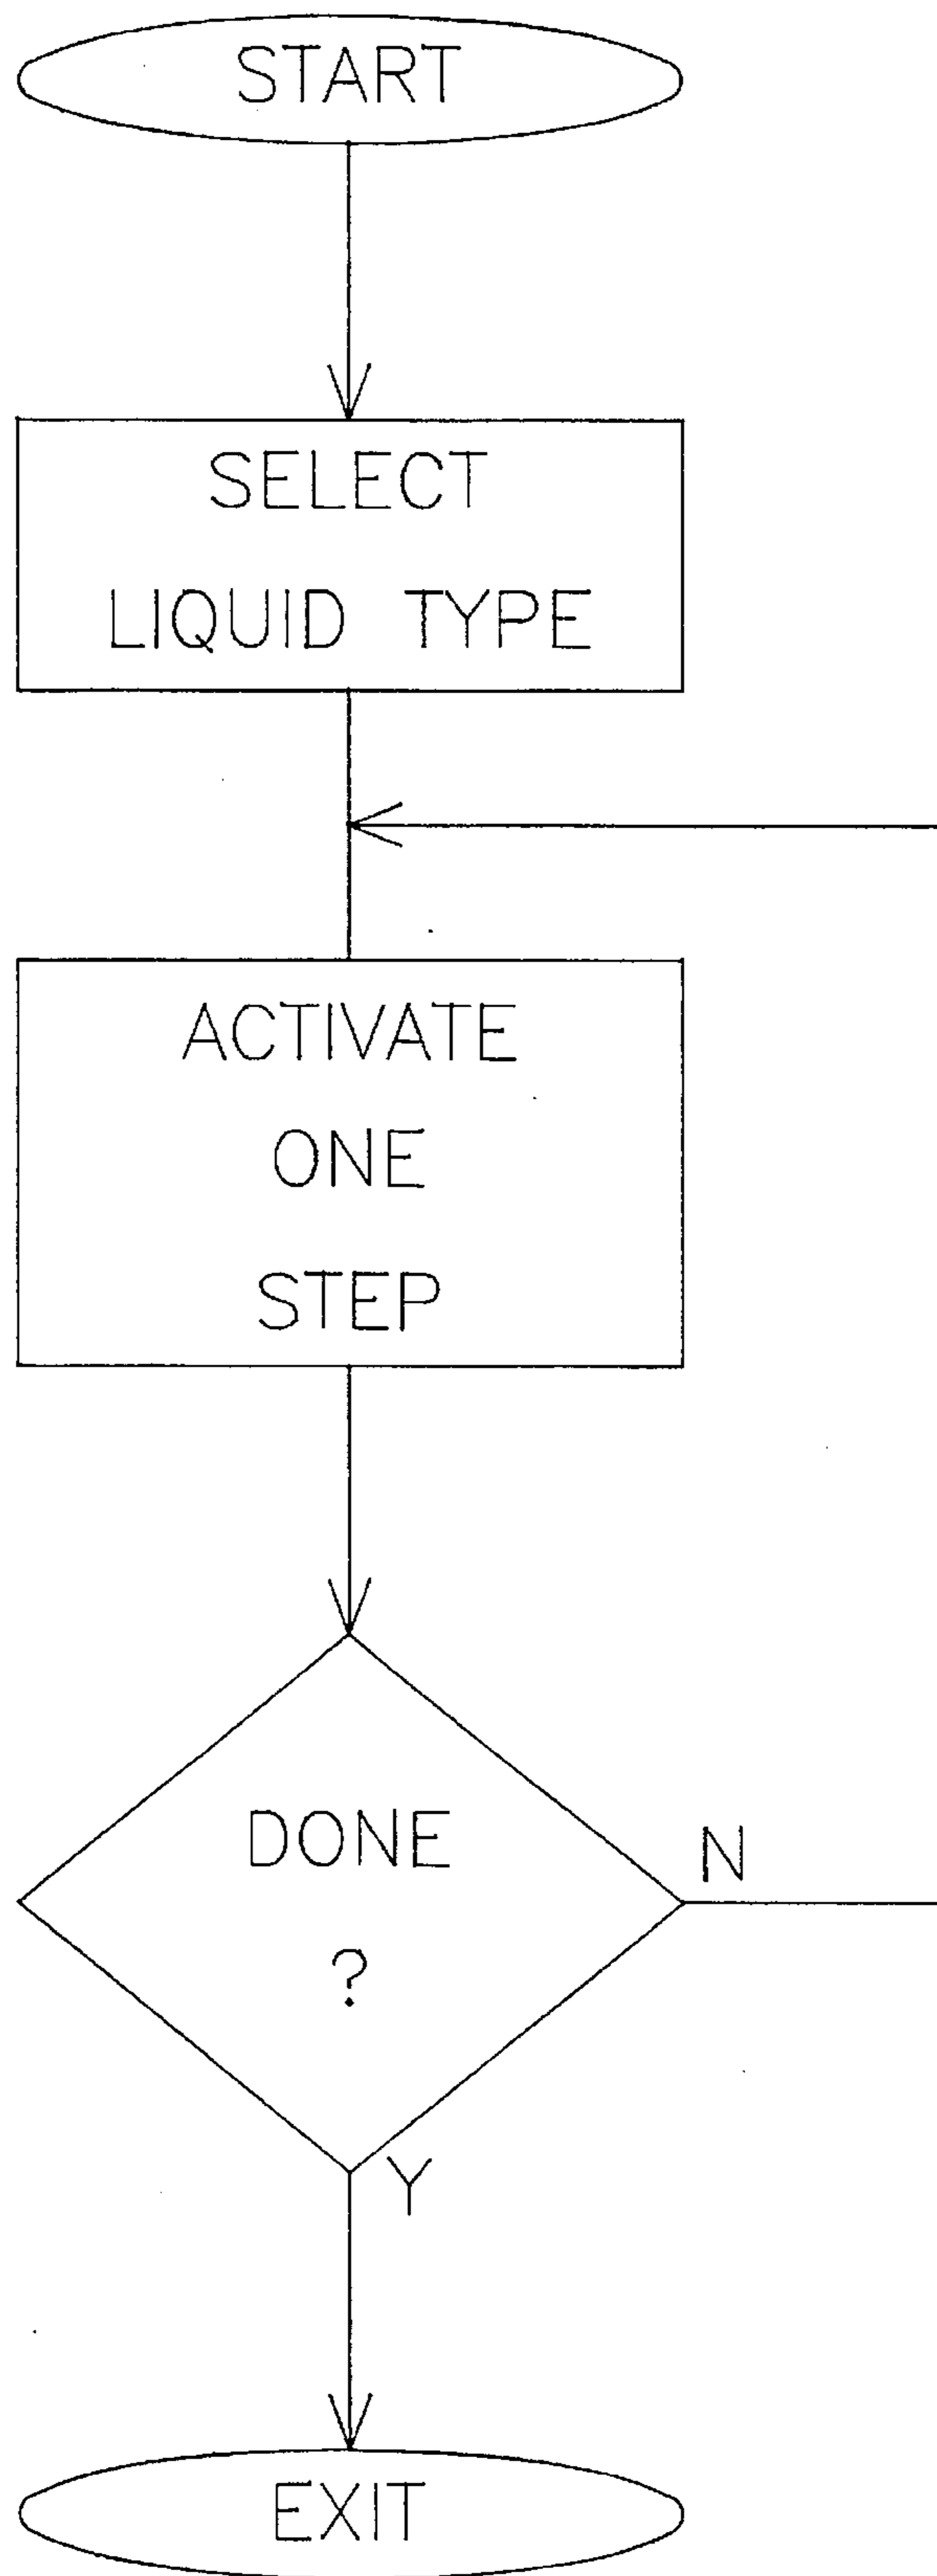 START
SELECT
LIQUID TYPE
ACTIVATE
ONE
STEP
DONE
?
N
Y
EXIT